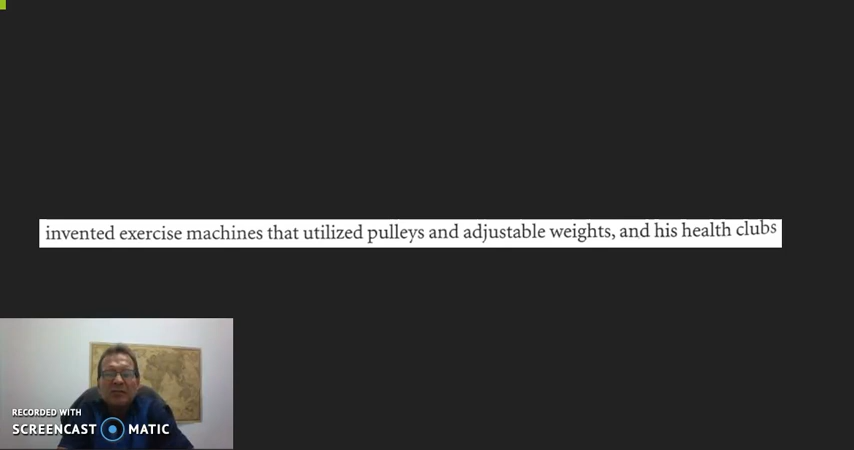 invented exercise machines that utilized pulleys and adjustable weights, and his health clubs
RECORDED WITH
SCREENCAST MATIC